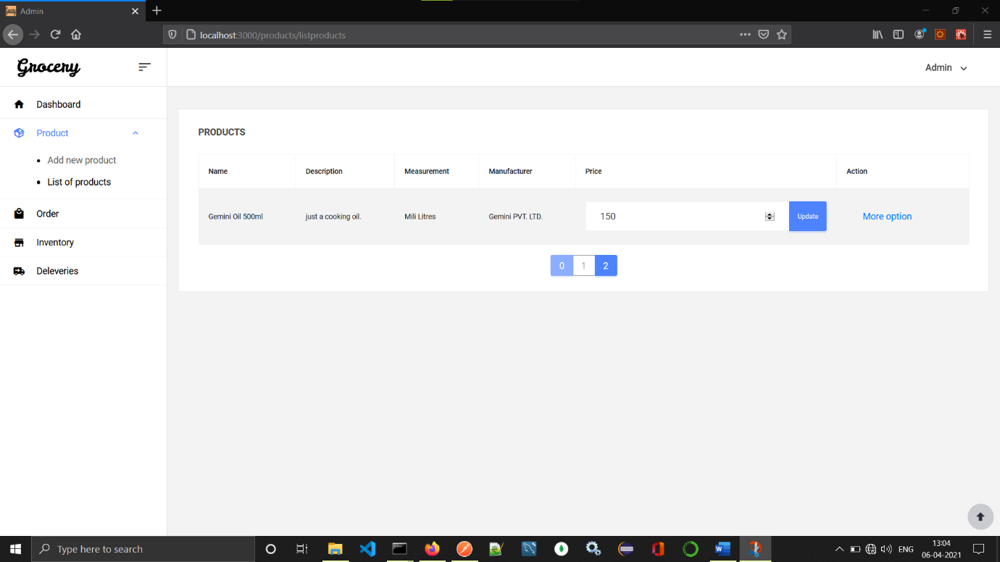 Admin
localhost:3000/products/listproducts
Grocery
Admin
Dashboard
Product
Add new product
List of products
Order
Inventory
Deleveries
PRODUCTS
Name Description Measurement Manufacturer Price Action
Gemini Oil 500ml just a cooking oil. Mili Litres Gemini PVT. LTD. 150 Update More option
0 1 2
Type here to search
ENG
13:04
06-04-2021